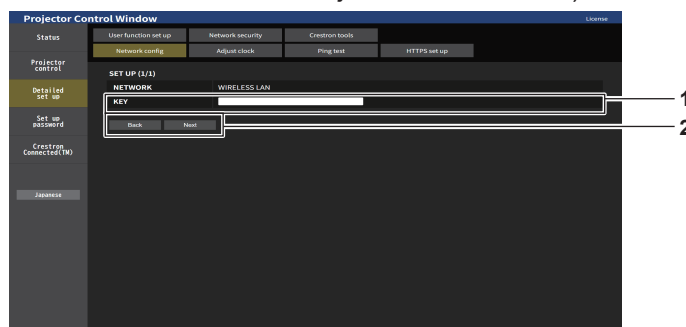 Projector Control Window
License
Status
User function set up
Network security
Crestron tools
Network config
Adjust clock
Ping test
HTTPS set up
Projector
control
SET UP (1/1)
Detailed
set up
NETWORK
WIRELESS LAN
KEY
1
Set up
password
Back
Next
2
Crestron
Connected(TM)
Japanese